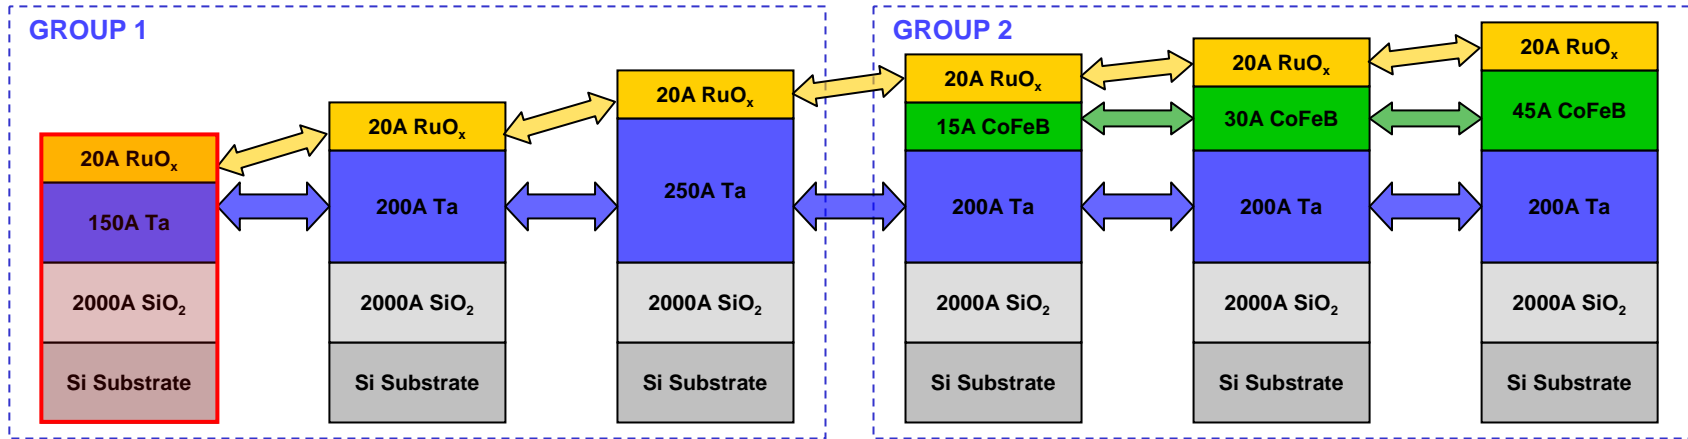 GROUP 1
20A RuOx
150A Ta
2000A SiO2
Si Substrate
20A RuOx
200A Ta
2000A SiO2
Si Substrate
20A RuOx
250A Ta
2000A SiO2
Si Substrate
GROUP 2
20A RuOx
15A CoFeB
200A Ta
2000A SiO2
Si Substrate
20A RuOx
30A CoFeB
200A Ta
2000A SiO2
Si Substrate
20A RuOx
45A CoFeB
200A Ta
2000A SiO2
Si Substrate